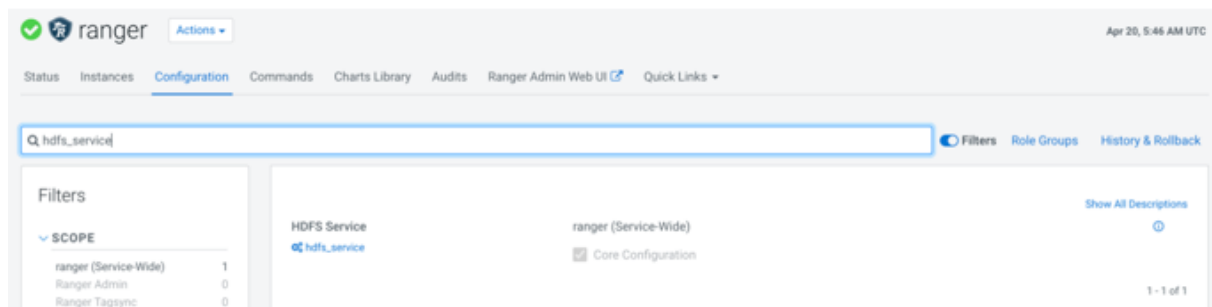 ranger Actions
Apr 20, 5:46 AM UTC
Status Instances Configuration Commands Charts Library Audits Ranger Admin Web UI Quick Links
hdfs_service
Filters Role Groups History & Rollback
Filters
SCOPE
ranger (Service-Wide) 1
Ranger Admin 0
Ranger Tagsync 0
Show All Descriptions
HDFS Service
hdfs_service
ranger (Service-Wide)
Core Configuration
1 - 1 of 1